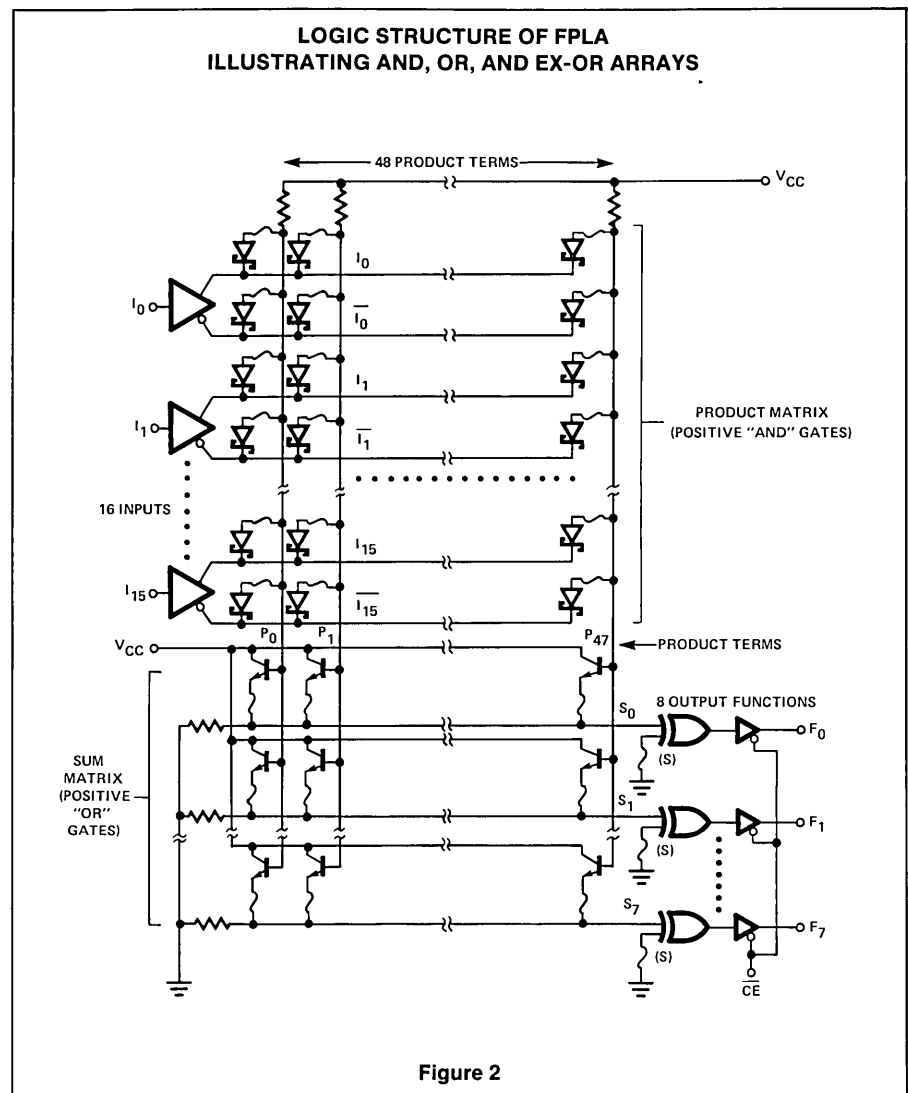 LOGIC STRUCTURE OF FPLA
ILLUSTRATING AND, OR, AND EX-OR ARRAYS
48 PRODUCT TERMS
VCC
I0
I0
I0
I1
I1
I1
PRODUCT MATRIX
(POSITIVE "AND" GATES)
16 INPUTS
I15
I15
I15
P0
P1
P47
VCC
PRODUCT TERMS
8 OUTPUT FUNCTIONS
S0
F0
(S)
SUM
MATRIX
(POSITIVE
"OR"
GATES)
S1
F1
(S)
S7
F7
(S)
CE
Figure 2